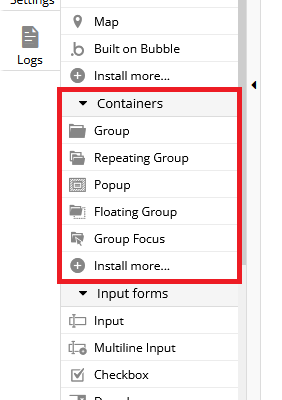 Settings
Map
Built on Bubble
Logs
Install more...
Containers
Group
Repeating Group
Popup
Floating Group
Group Focus
Install more...
Input forms
Input
Multiline Input
Checkbox